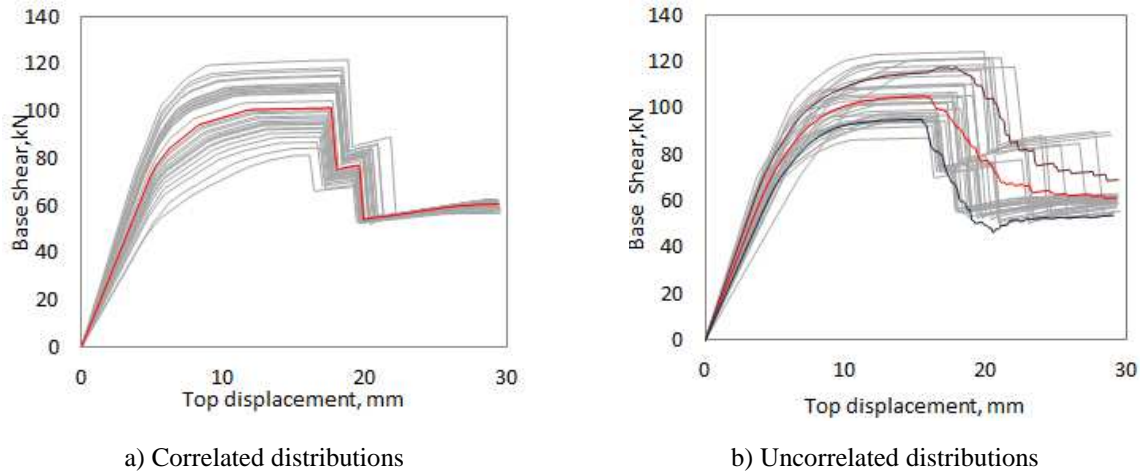 140
120
100
80
60
40
20
0
Base Shear,kN
0 10 20 30
Top displacement, mm
a) Correlated distributions
140
120
100
80
60
40
20
0
Base Shear,kN
0 10 20 30
Top displacement, mm
b) Uncorrelated distributions